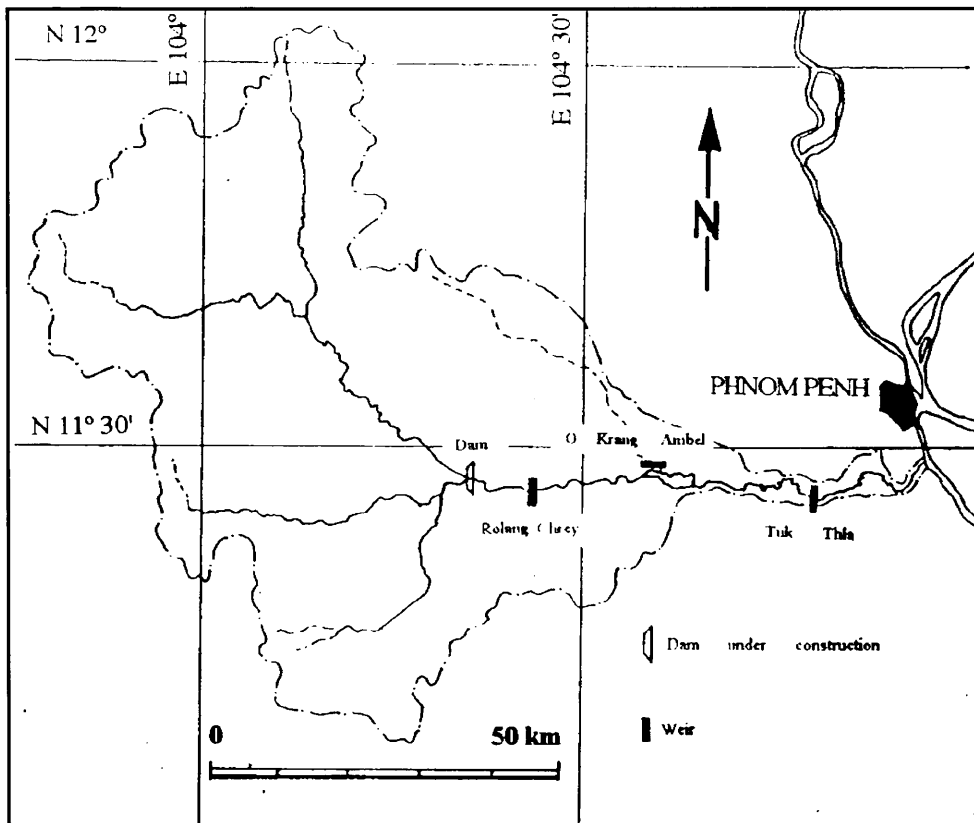 N 12°
E 104°
E 104° 30'
N
PHNOM PENH
N 11° 30'
Dam
O Krang Ambel
Rolang Chrey
Tuk Thla
Dam under construction
Weir
0 50 km